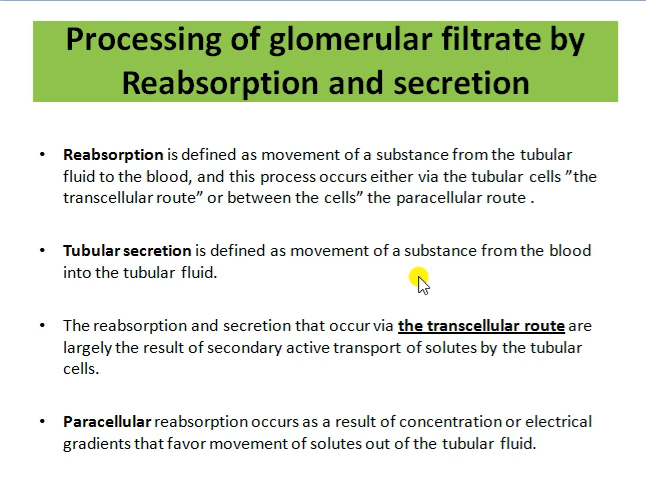 Processing of glomerular filtrate by
Reabsorption and secretion
• Reabsorption is defined as movement of a substance from the tubular
fluid to the blood, and this process occurs either via the tubular cells ”the
transcellular route” or between the cells” the paracellular route .
• Tubular secretion is defined as movement of a substance from the blood
into the tubular fluid.
• The reabsorption and secretion that occur via the transcellular route are
largely the result of secondary active transport of solutes by the tubular
cells.
• Paracellular reabsorption occurs as a result of concentration or electrical
gradients that favor movement of solutes out of the tubular fluid.